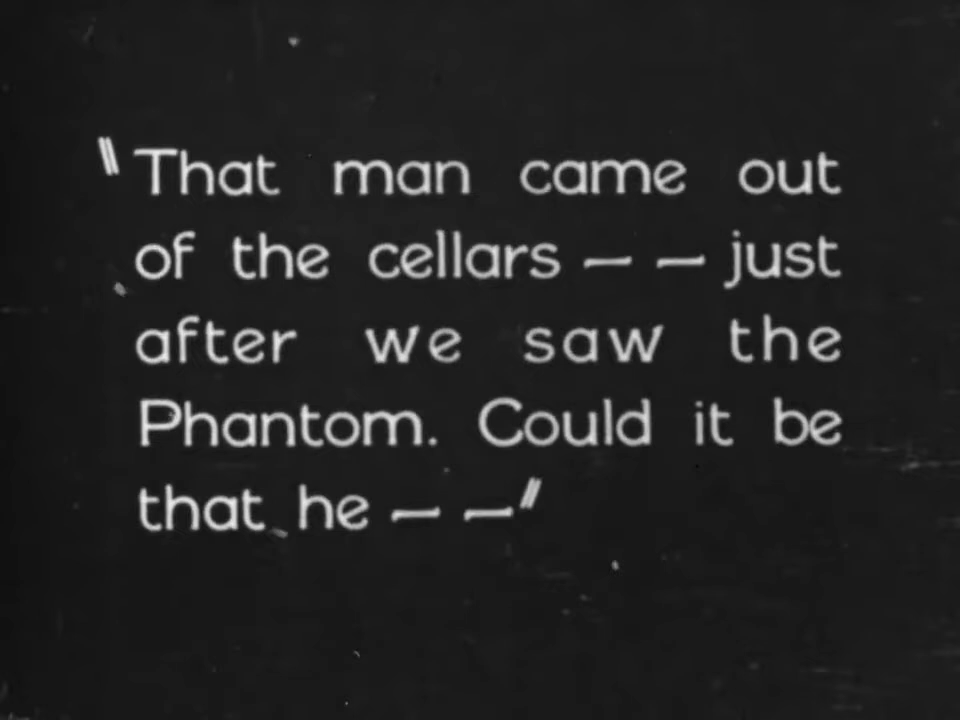 "That man came out
of the cellars — — just
after we saw the
Phantom. Could it be
that he — —"